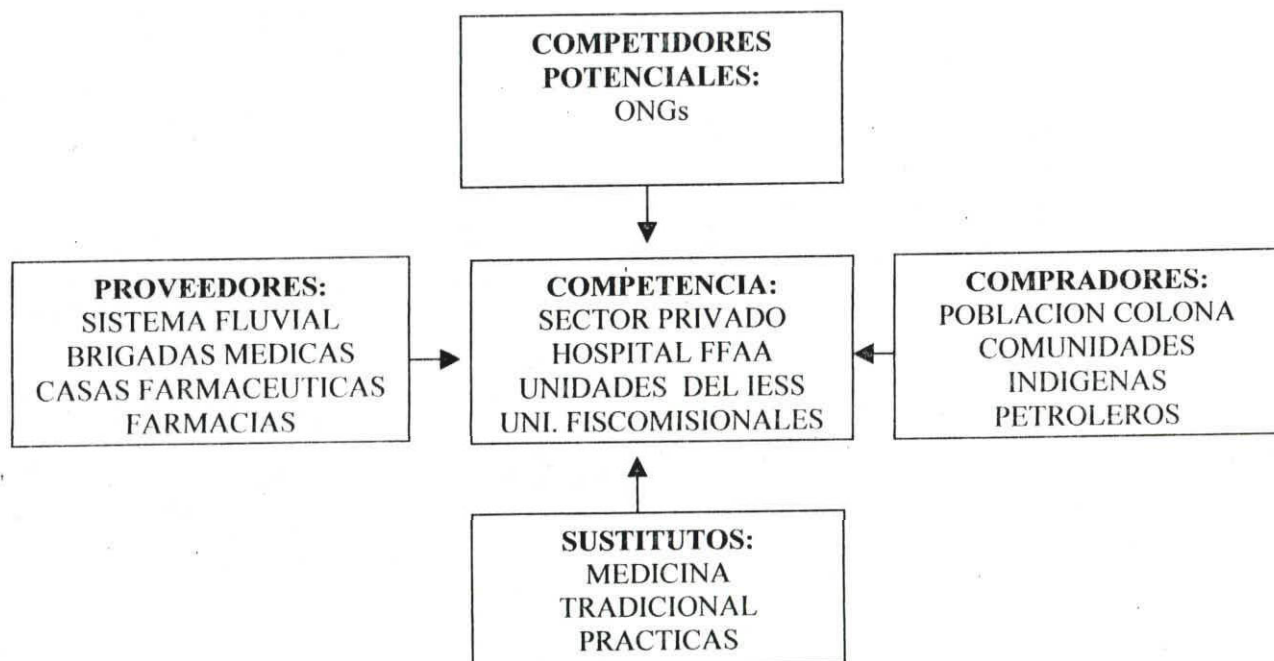 COMPETIDORES
POTENCIALES:
ONGs
PROVEEDORES:
SISTEMA FLUVIAL
BRIGADAS MEDICAS
CASAS FARMACEUTICAS
FARMACIAS
COMPETENCIA:
SECTOR PRIVADO
HOSPITAL FFAA
UNIDADES DEL IESS
UNI. FISCOMISIONALES
COMPRADORES:
POBLACION COLONA
COMUNIDADES
INDIGENAS
PETROLEROS
SUSTITUTOS:
MEDICINA
TRADICIONAL
PRACTICAS